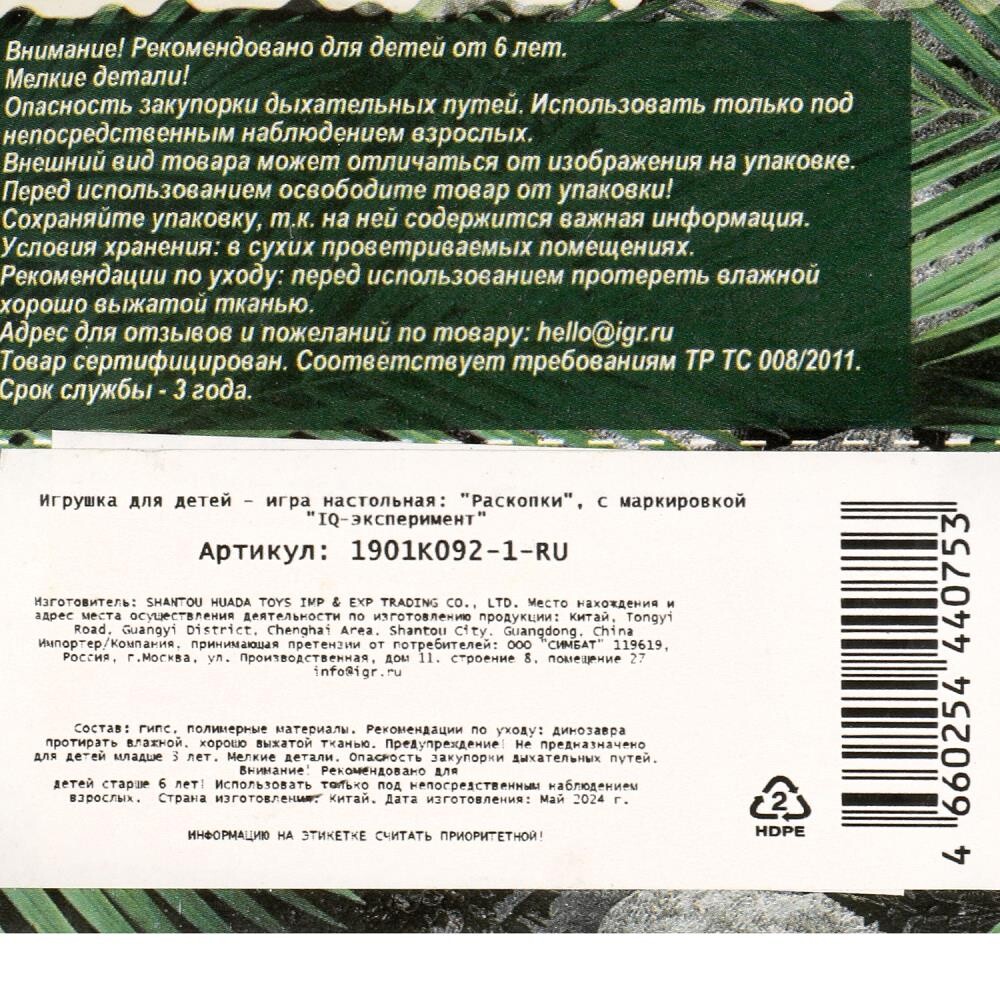 Внимание! Рекомендовано для детей от 6 лет.
Мелкие детали!
Опасность закупорки дыхательных путей. Использовать только под
непосредственным наблюдением взрослых.
Внешний вид товара может отличаться от изображения на упаковке.
Перед использованием освободите товар от упаковки!
Сохраняйте упаковку, т.к. на ней содержится важная информация.
Условия хранения: в сухих проветриваемых помещениях.
Рекомендации по уходу: перед использованием протереть влажной
хорошо выжатой тканью.
Адрес для отзывов и пожеланий по товару: hello@igr.ru
Товар сертифицирован. Соответствует требованиям ТР ТС 008/2011.
Срок службы - 3 года.
Игрушка для детей – игра настольная: "Раскопки", с маркировкой
"IQ-эксперимент"
Артикул: 1901K092-1-RU
Изготовитель: SHANTOU HUADA TOYS IMP & EXP TRADING CO., LTD. Место нахождения и
адрес места осуществления деятельности по изготовлению продукции: Китай, Tongyi
Road, Guangyi District, Chenghai Area, Shantou City, Guangdong, China
Импортер/Компания, принимающая претензии от потребителей: ООО "СИМБАТ" 119619,
Россия, г.Москва, ул. Производственная, дом 11, строение 8, помещение 27
info@igr.ru
Состав: гипс, полимерные материалы. Рекомендации по уходу: динозавра
протирать влажной, хорошо выжатой тканью. Предупреждение! Не предназначено
для детей младше 3 лет. Мелкие детали. Опасность закупорки дыхательных путей.
Внимание! Рекомендовано для
детей старше 6 лет! Использовать только под непосредственным наблюдением
взрослых. Страна изготовления: Китай. Дата изготовления: Май 2024 г.
ИНФОРМАЦИЮ НА ЭТИКЕТКЕ СЧИТАТЬ ПРИОРИТЕТНОЙ!
2
HDPE
4 660254 440753